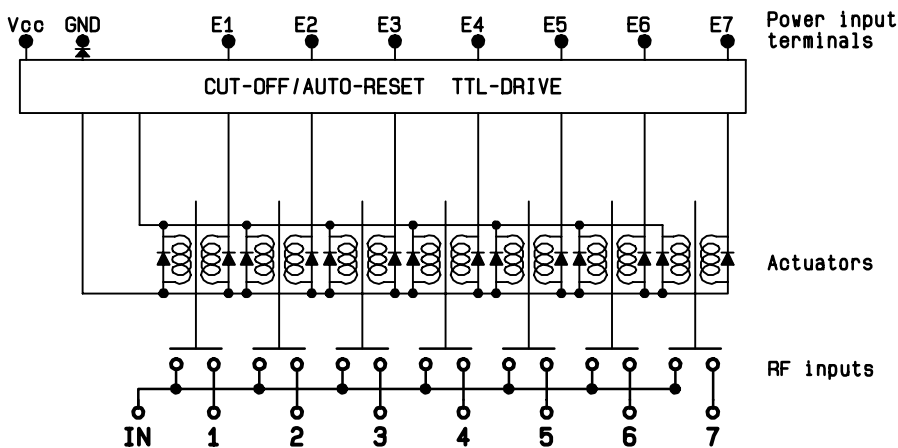 Vcc GND E1 E2 E3 E4 E5 E6 E7 Power input
terminals
CUT-OFF/AUTO-RESET TTL-DRIVE
Actuators
RF inputs
IN 1 2 3 4 5 6 7